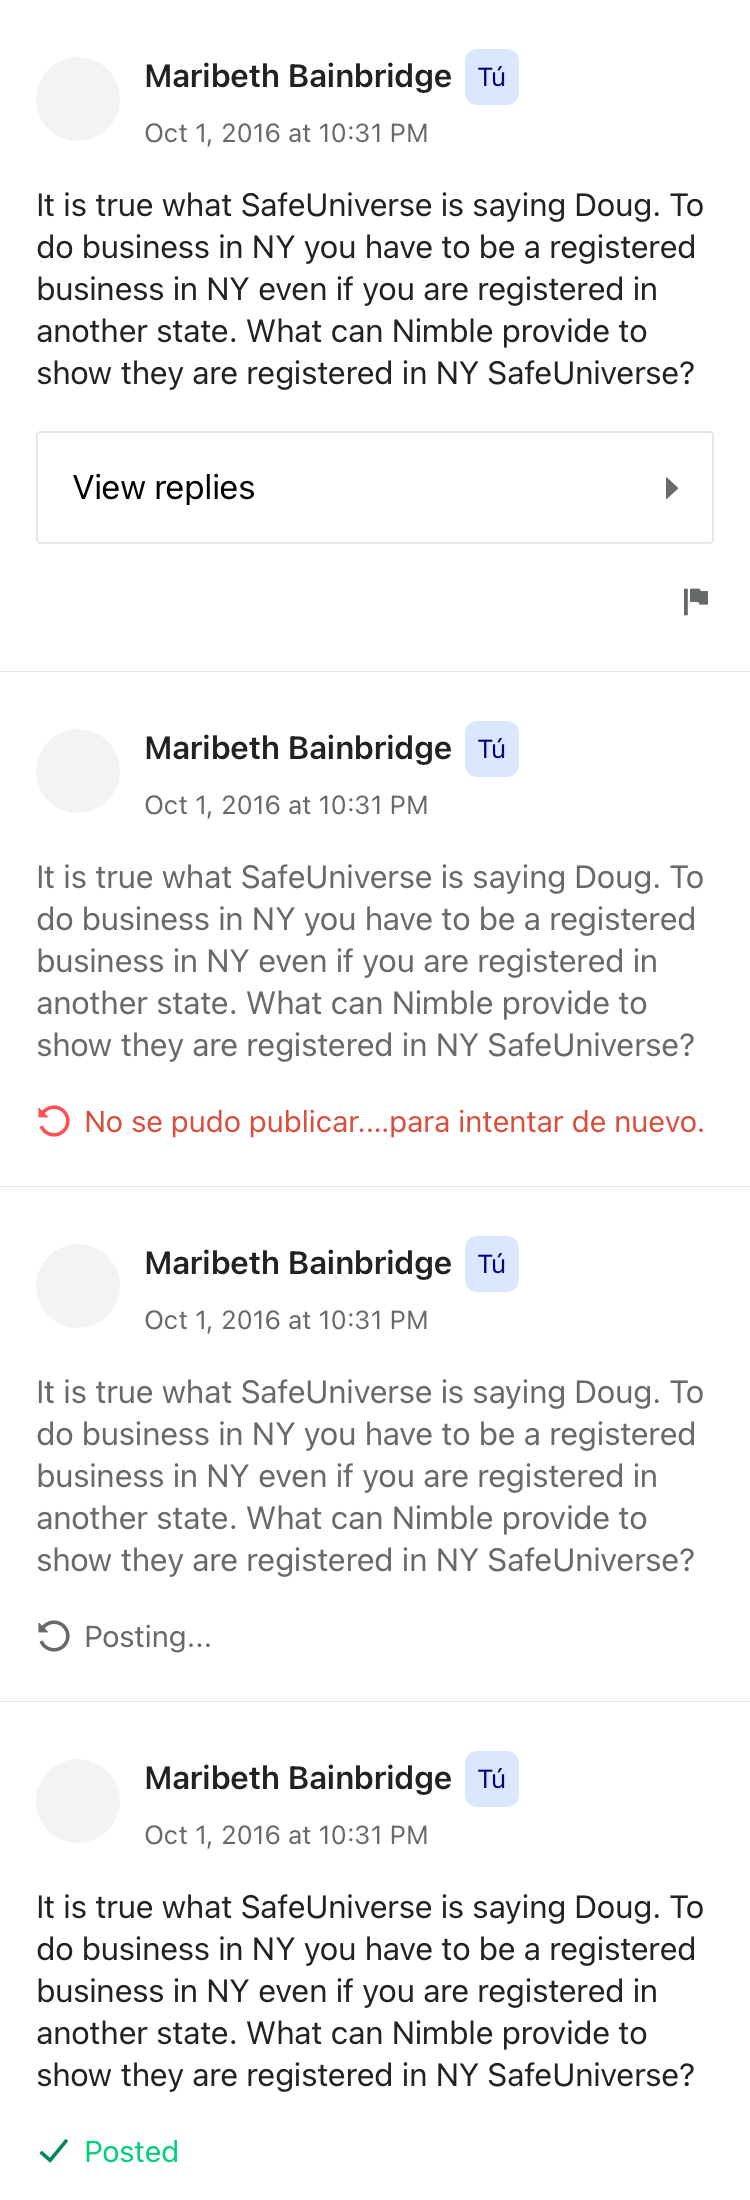 Maribeth Bainbridge Tú
Oct 1, 2016 at 10:31 PM
It is true what SafeUniverse is saying Doug. To
do business in NY you have to be a registered
business in NY even if you are registered in
another state. What can Nimble provide to
show they are registered in NY SafeUniverse?
View replies
Maribeth Bainbridge Tú
Oct 1, 2016 at 10:31 PM
It is true what SafeUniverse is saying Doug. To
do business in NY you have to be a registered
business in NY even if you are registered in
another state. What can Nimble provide to
show they are registered in NY SafeUniverse?
No se pudo publicar....para intentar de nuevo.
Maribeth Bainbridge Tú
Oct 1, 2016 at 10:31 PM
It is true what SafeUniverse is saying Doug. To
do business in NY you have to be a registered
business in NY even if you are registered in
another state. What can Nimble provide to
show they are registered in NY SafeUniverse?
Posting...
Maribeth Bainbridge Tú
Oct 1, 2016 at 10:31 PM
It is true what SafeUniverse is saying Doug. To
do business in NY you have to be a registered
business in NY even if you are registered in
another state. What can Nimble provide to
show they are registered in NY SafeUniverse?
Posted